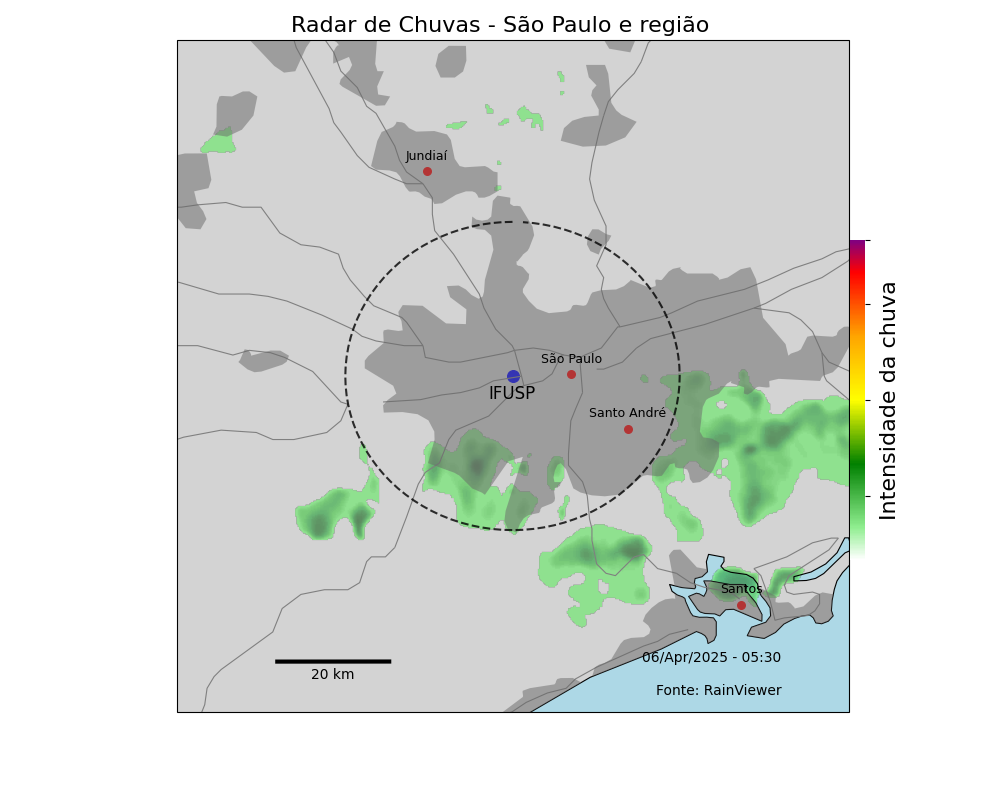 Radar de Chuvas - São Paulo e região
Jundiaí
São Paulo
IFUSP
Santo André
Intensidade da chuva
Santos
20 km
06/Apr/2025 - 05:30
Fonte: RainViewer